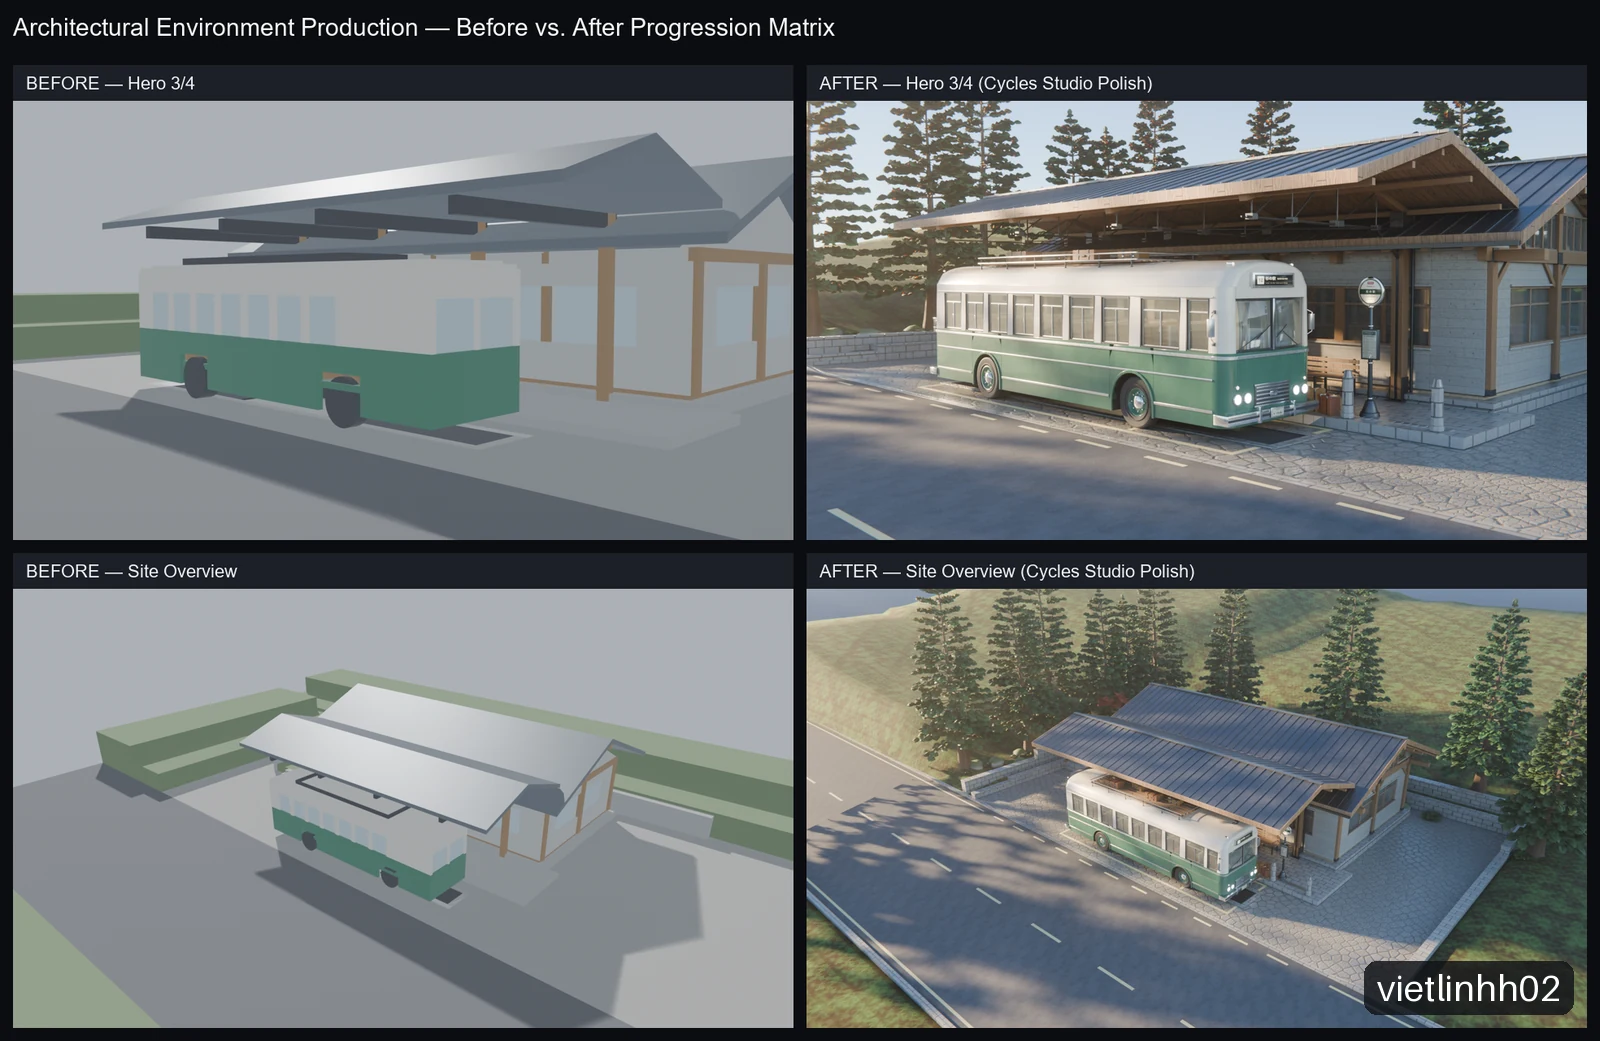 Architectural Environment Production — Before vs. After Progression Matrix
BEFORE — Hero 3/4
AFTER — Hero 3/4 (Cycles Studio Polish)
BEFORE — Site Overview
AFTER — Site Overview (Cycles Studio Polish)
vietlinhh02